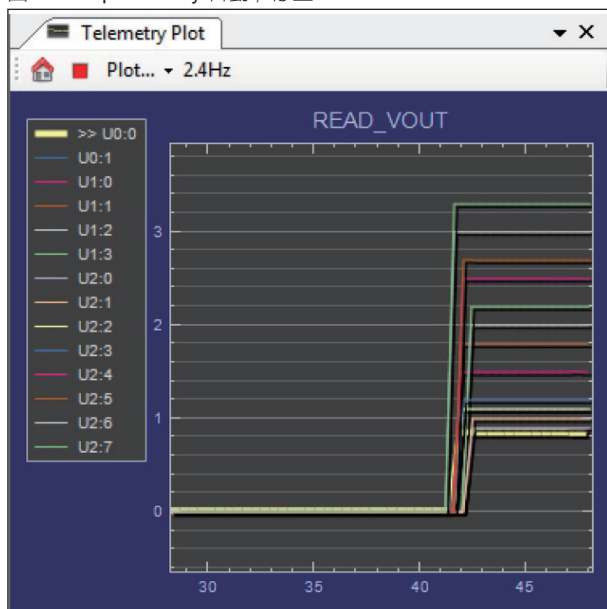 Telemetry Plot
Plot... 2.4Hz
READ_VOUT
>> U0:0
U0:1
U1:0
U1:1
U1:2
U1:3
U2:0
U2:1
U2:2
U2:3
U2:4
U2:5
U2:6
U2:7
3
2
1
0
30 35 40 45